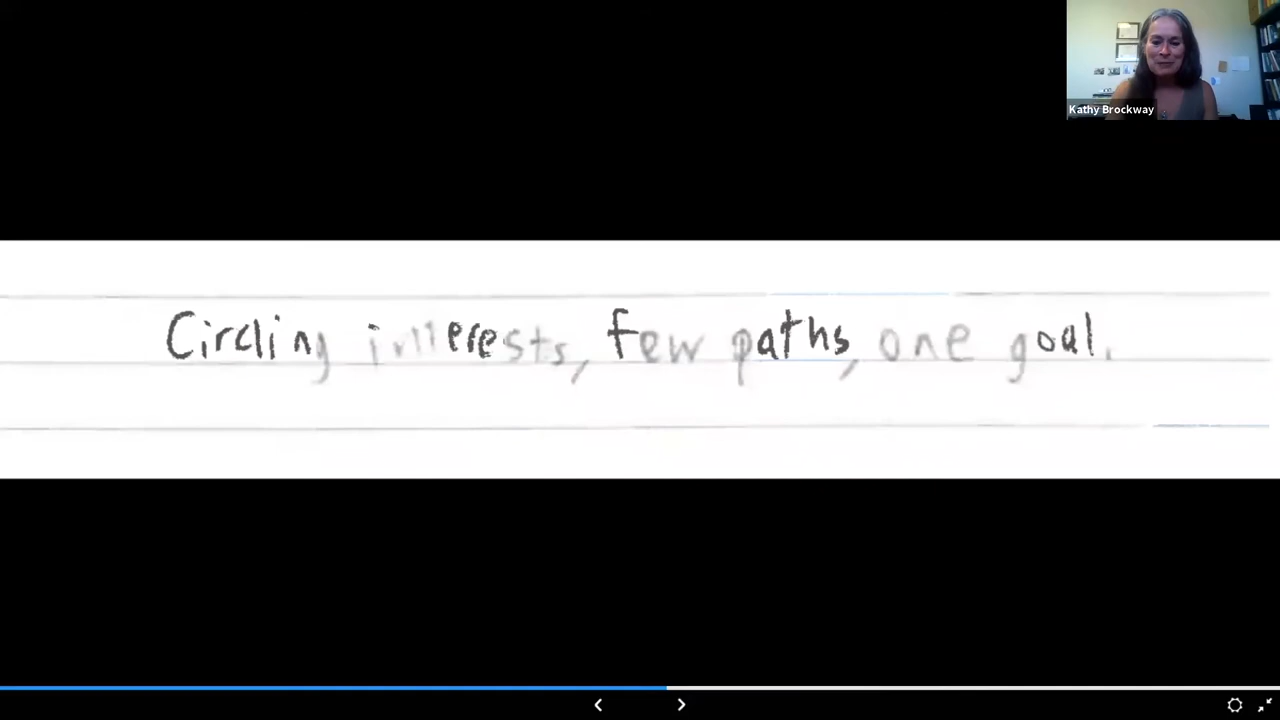 Kathy Brockway
Circling interests, few paths, one goal.